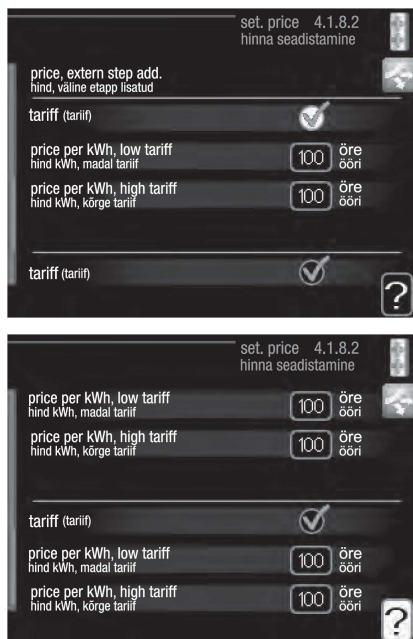 set. price 4.1.8.2
hinna seadistamine
price, extern step add.
hind, väline etapp lisatud
tariff (tariif)
price per kWh, low tariff 100 öre
hind kWh, madal tariif ööri
price per kWh, high tariff 100 öre
hind kWh, kõrge tariif ööri
tariff (tariif)
?
set. price 4.1.8.2
hinna seadistamine
price per kWh, low tariff 100 öre
hind kWh, madal tariif ööri
price per kWh, high tariff 100 öre
hind kWh, kõrge tariif ööri
tariff (tariif)
price per kWh, low tariff 100 öre
hind kWh, madal tariif ööri
price per kWh, high tariff 100 öre
hind kWh, kõrge tariif ööri
?